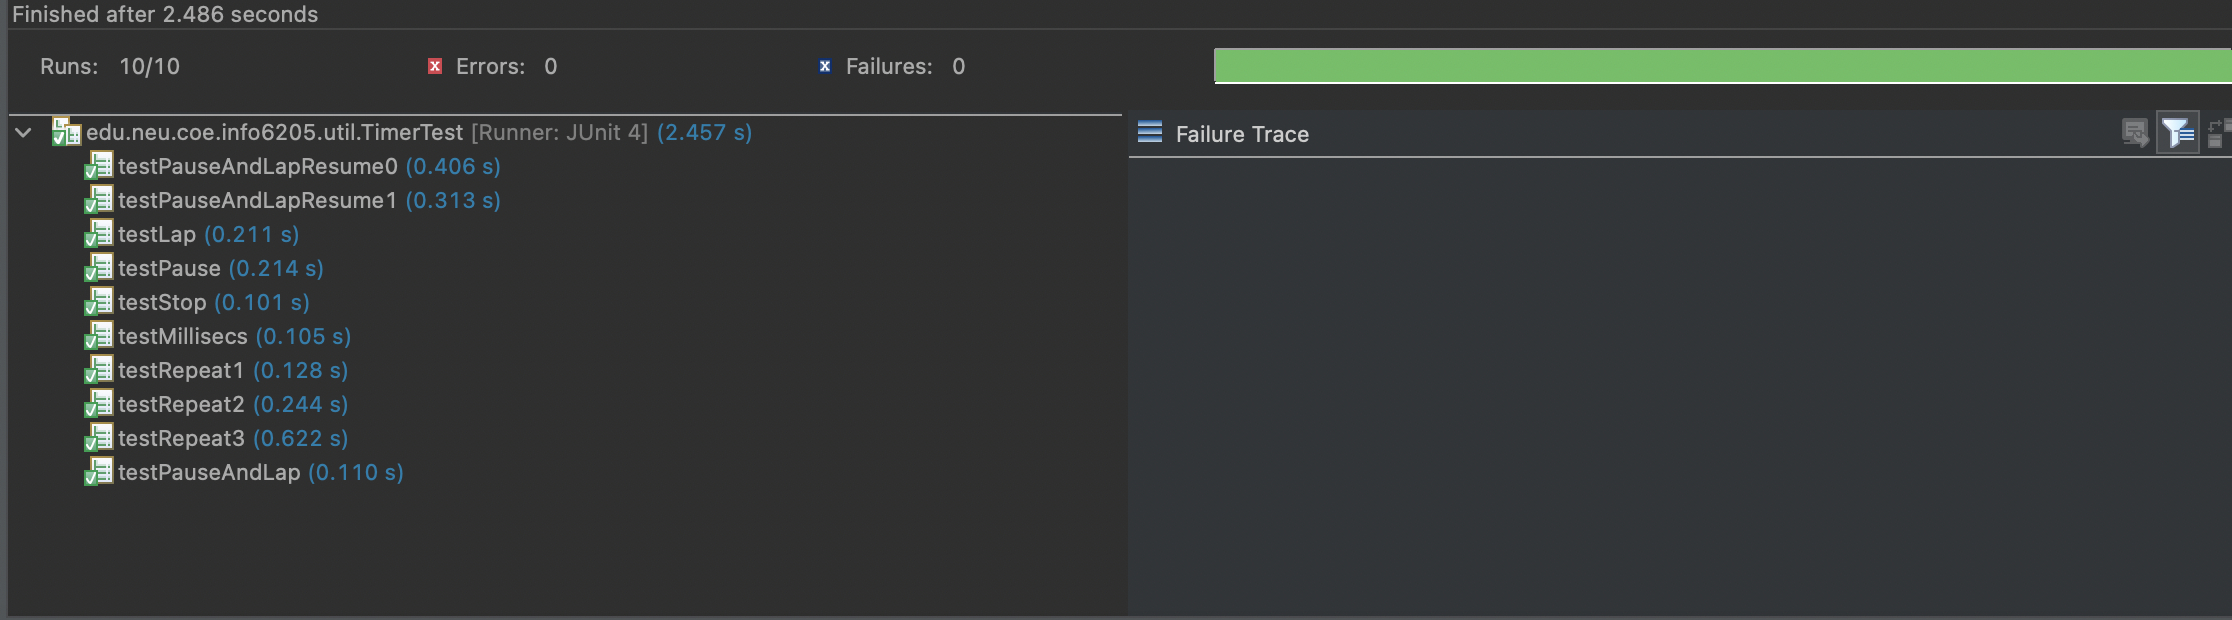 Finished after 2.486 seconds
Runs: 10/10 Errors: 0 Failures: 0
edu.neu.coe.info6205.util.TimerTest [Runner: JUnit 4] (2.457 s)
testPauseAndLapResume0 (0.406 s)
testPauseAndLapResume1 (0.313 s)
testLap (0.211 s)
testPause (0.214 s)
testStop (0.101 s)
testMillisecs (0.105 s)
testRepeat1 (0.128 s)
testRepeat2 (0.244 s)
testRepeat3 (0.622 s)
testPauseAndLap (0.110 s)
Failure Trace